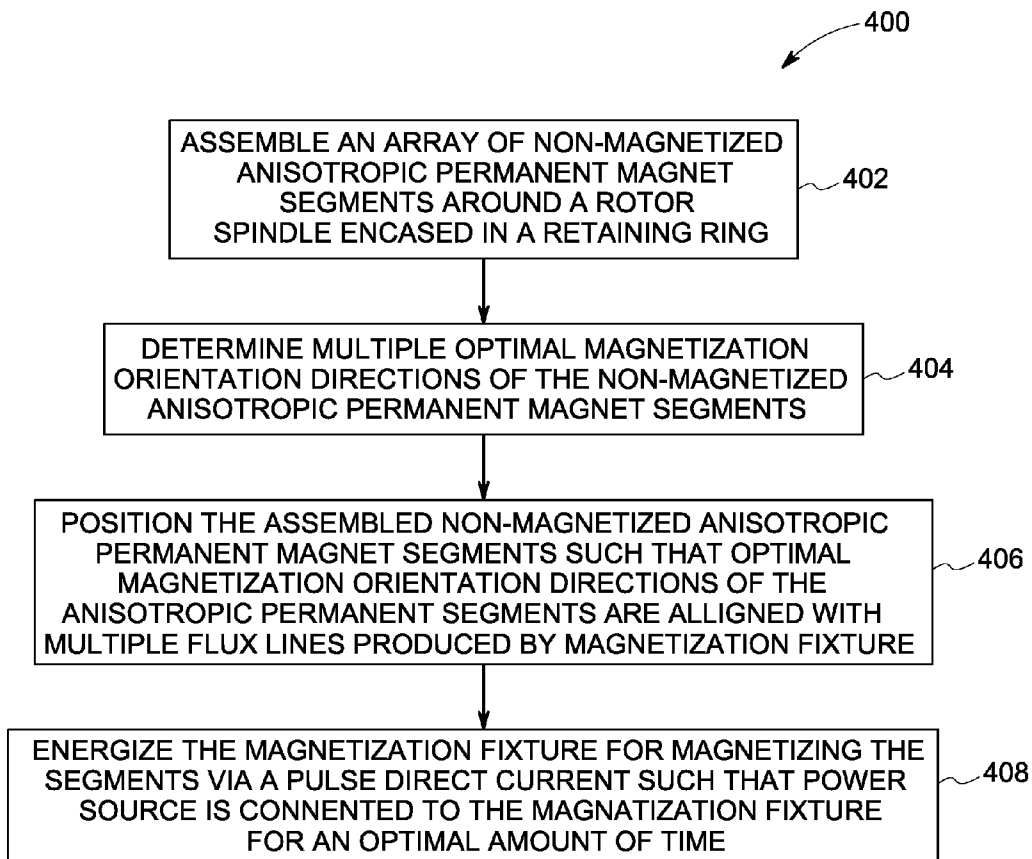 400
ASSEMBLE AN ARRAY OF NON-MAGNETIZED
ANISOTROPIC PERMANENT MAGNET
SEGMENTS AROUND A ROTOR
SPINDLE ENCASED IN A RETAINING RING
402
DETERMINE MULTIPLE OPTIMAL MAGNETIZATION
ORIENTATION DIRECTIONS OF THE NON-MAGNETIZED
ANISOTROPIC PERMANENT MAGNET SEGMENTS
404
POSITION THE ASSEMBLED NON-MAGNETIZED ANISOTROPIC
PERMANENT MAGNET SEGMENTS SUCH THAT OPTIMAL
MAGNETIZATION ORIENTATION DIRECTIONS OF THE
ANISOTROPIC PERMANENT SEGMENTS ARE ALLIGNED WITH
MULTIPLE FLUX LINES PRODUCED BY MAGNETIZATION FIXTURE
406
ENERGIZE THE MAGNETIZATION FIXTURE FOR MAGNETIZING THE
SEGMENTS VIA A PULSE DIRECT CURRENT SUCH THAT POWER
SOURCE IS CONNENTED TO THE MAGNATIZATION FIXTURE
FOR AN OPTIMAL AMOUNT OF TIME
408